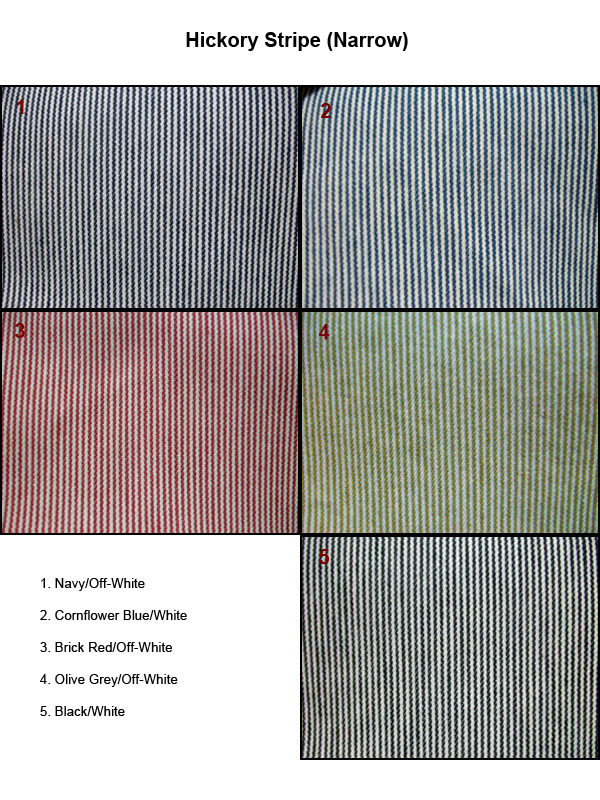 Hickory Stripe (Narrow)
1
2
3
4
5
1. Navy/Off-White
2. Cornflower Blue/White
3. Brick Red/Off-White
4. Olive Grey/Off-White
5. Black/White